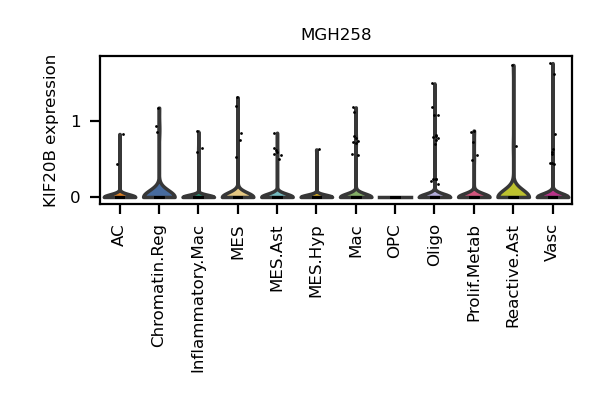 MGH258
KIF20B expression
1
0
AC
Chromatin.Reg
Inflammatory.Mac
MES
MES.Ast
MES.Hyp
Mac
OPC
Oligo
Prolif.Metab
Reactive.Ast
Vasc